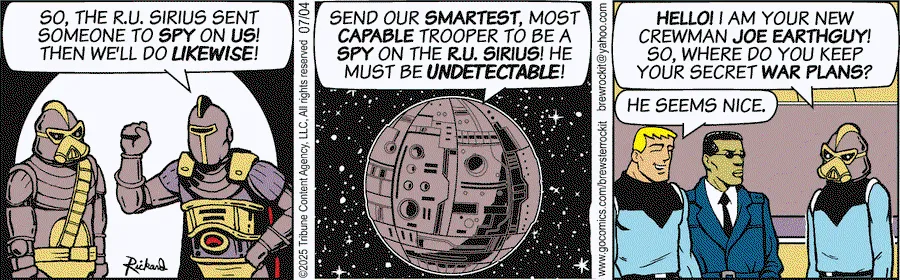 SO, THE R.U. SIRIUS SENT
SOMEONE TO SPY ON US!
THEN WE'LL DO LIKEWISE!
Rickard
©2025 Tribune Content Agency, LLC, All rights reserved 07/04
SEND OUR SMARTEST, MOST
CAPABLE TROOPER TO BE A
SPY ON THE R.U. SIRIUS! HE
MUST BE UNDETECTABLE!
www.gocomics.com/brewsterrockit brewrockit@yahoo.com
HELLO! I AM YOUR NEW
CREWMAN JOE EARTHGUY!
SO, WHERE DO YOU KEEP
YOUR SECRET WAR PLANS?
HE SEEMS NICE.